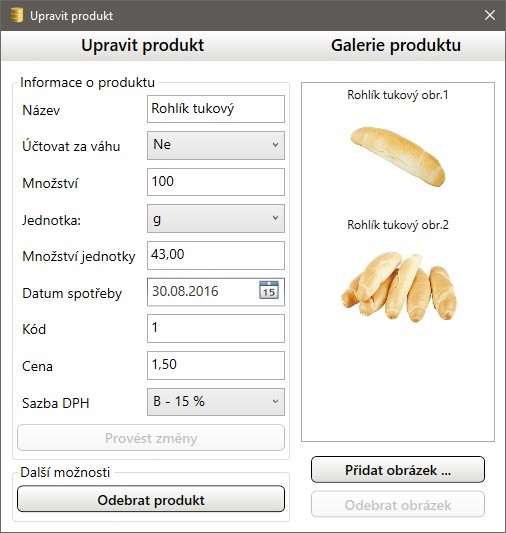 Upravit produkt
Upravit produkt
Galerie produktu
Informace o produktu
Název Rohlík tukový
Účtovat za váhu Ne
Množství 100
Jednotka: g
Množství jednotky 43,00
Datum spotřeby 30.08.2016 15
Kód 1
Cena 1,50
Sazba DPH B - 15 %
Provést změny
Další možnosti
Odebrat produkt
Rohlík tukový obr.1
Rohlík tukový obr.2
Přidat obrázek ...
Odebrat obrázek